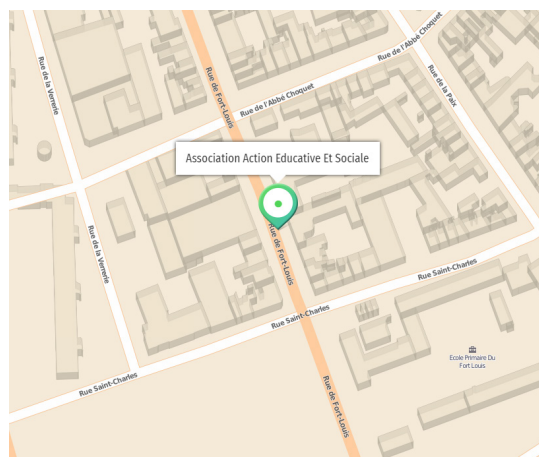 Rue de l'Abbé Choquet
Rue de la Verrerie
Rue de Fort-Louis
Rue de la Paix
Rue de l'Abbé Choquet
Association Action Educative Et Sociale
Rue de la Verrerie
Rue de Fort-Louis
Rue Saint-Charles
Rue Saint-Charles
Ecole Primaire Du
Fort Louis
Rue Saint-Charles
Rue de Fort-Louis